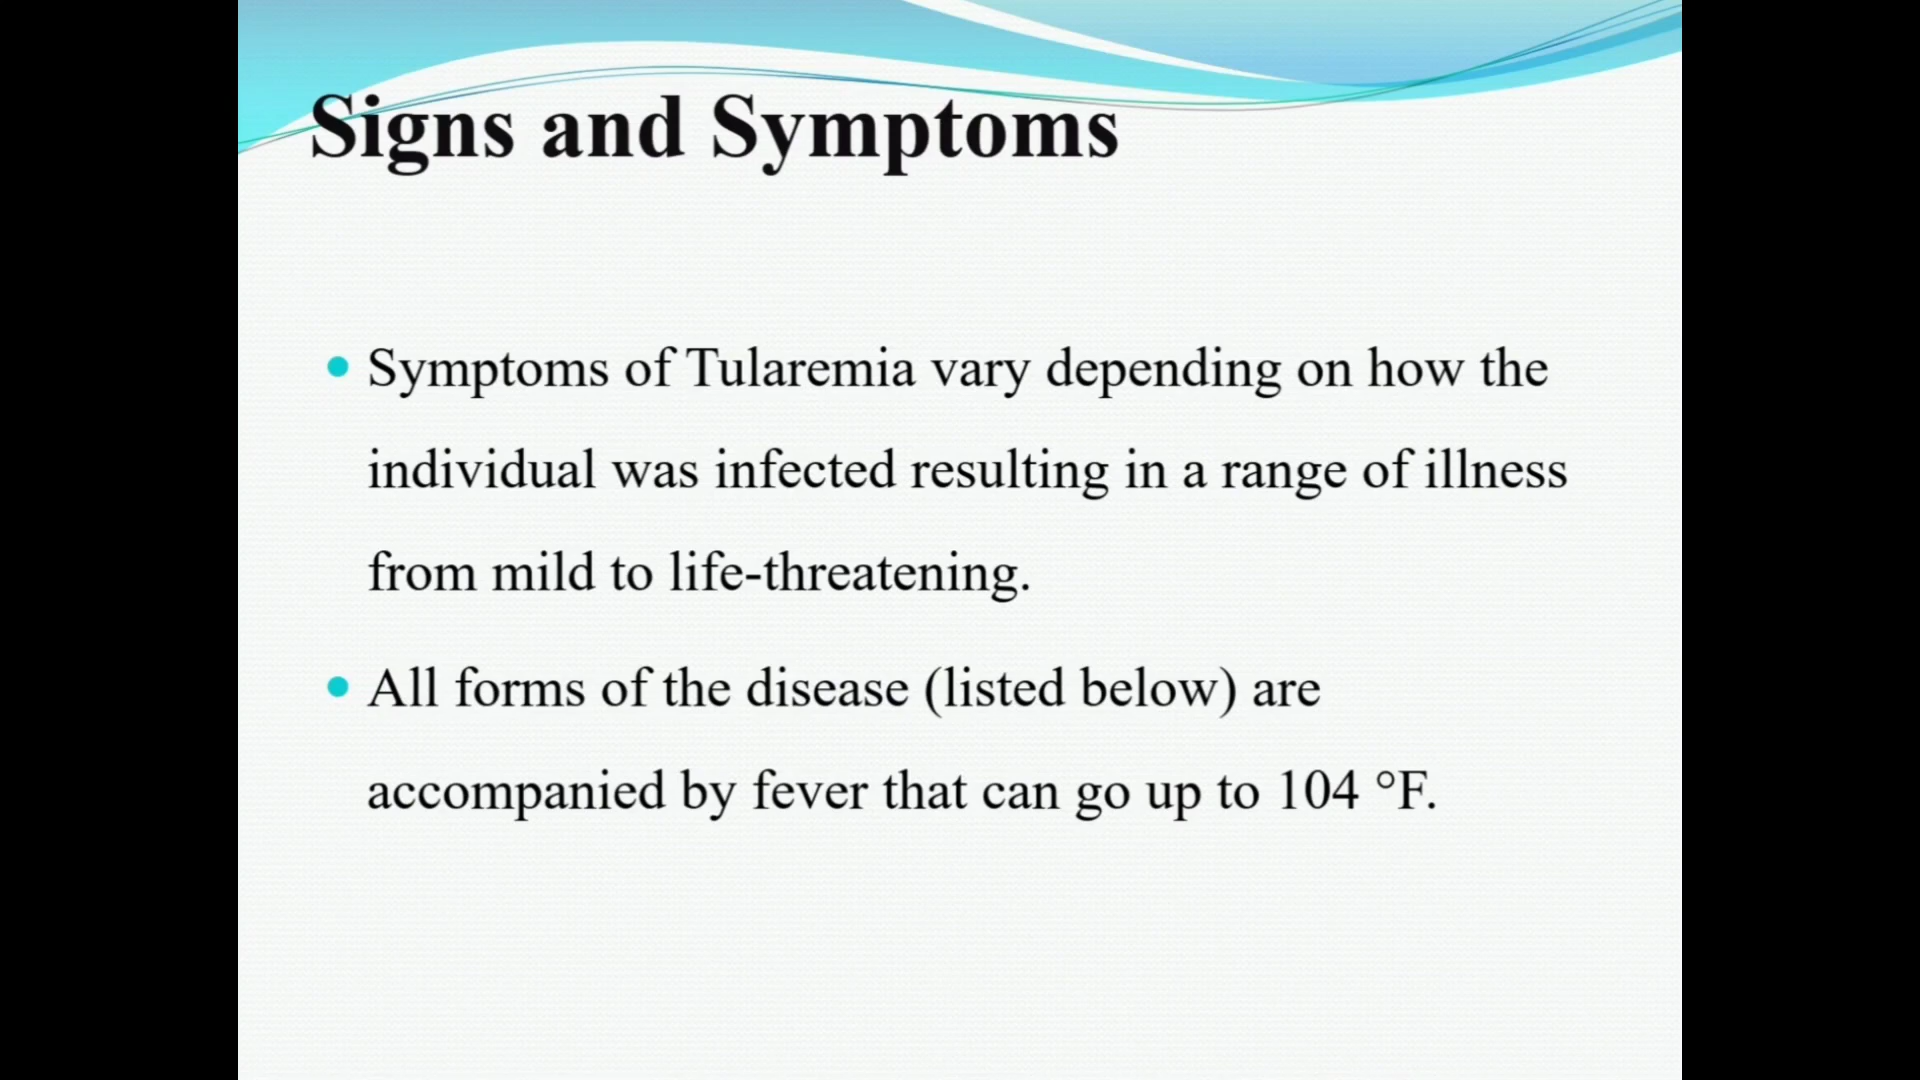 Signs and Symptoms
Symptoms of Tularemia vary depending on how the
individual was infected resulting in a range of illness
from mild to life-threatening.
All forms of the disease (listed below) are
accompanied by fever that can go up to 104 °F.